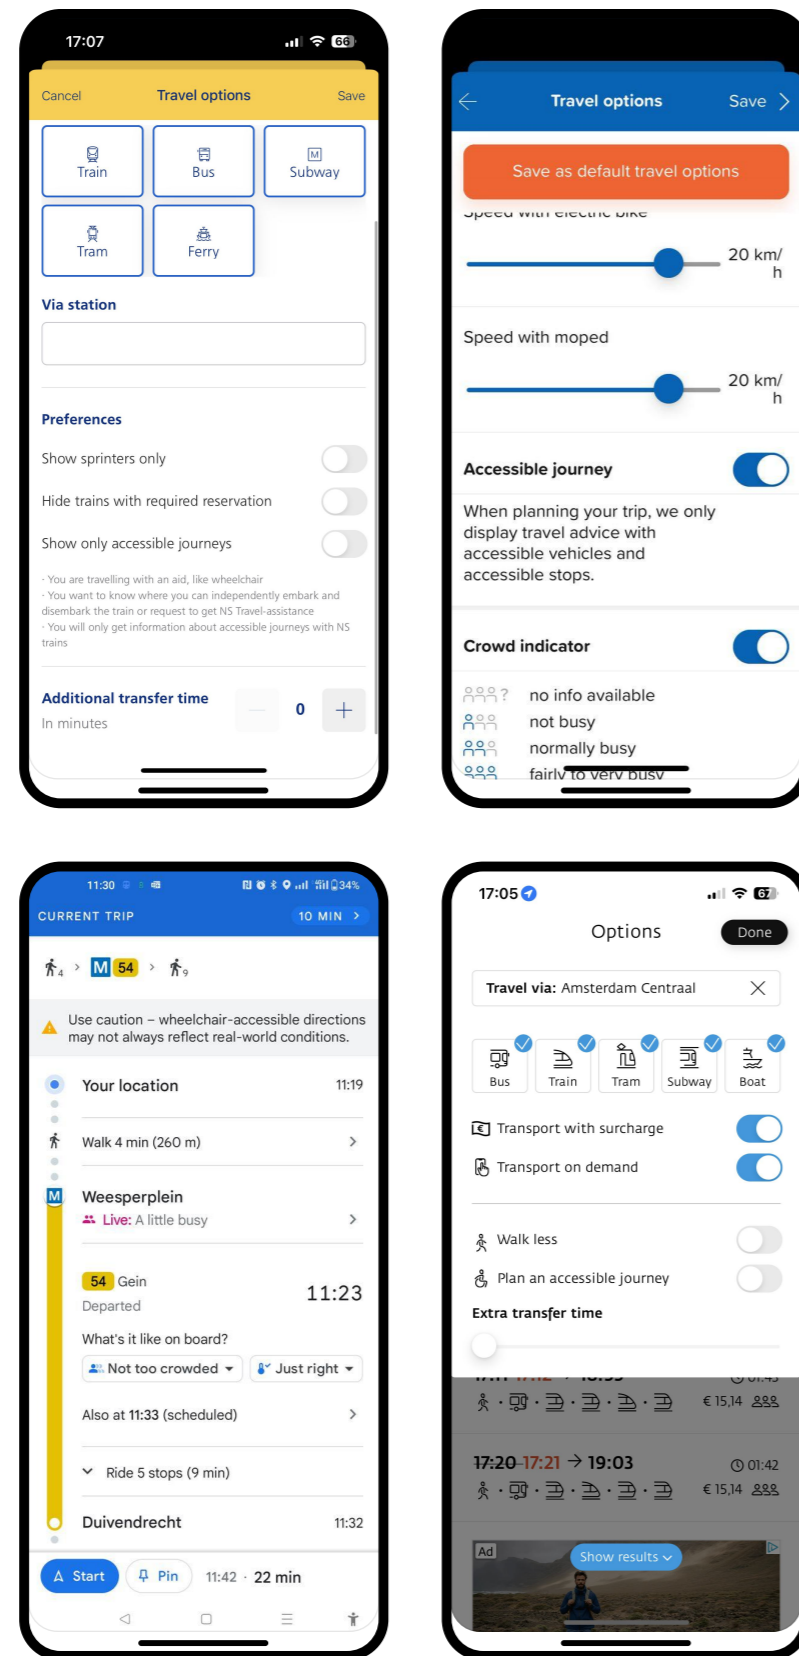 17:07
66
Cancel
Travel options
Save
Train
Bus
M
Subway
Tram
Ferry
Via station
Preferences
Show sprinters only
Hide trains with required reservation
Show only accessible journeys
· You are travelling with an aid, like wheelchair
· You want to know where you can independently embark and
disembark the train or request to get NS Travel-assistance
· You will only get information about accessible journeys with NS
trains
Additional transfer time
In minutes
0
Travel options
Save
Save as default travel options
Speed with electric bike
20 km/
h
Speed with moped
20 km/
h
Accessible journey
When planning your trip, we only
display travel advice with
accessible vehicles and
accessible stops.
Crowd indicator
? no info available
not busy
normally busy
fairly to very busy
11:30
34%
CURRENT TRIP
10 MIN
4 > M 54 > 9
Use caution – wheelchair-accessible directions
may not always reflect real-world conditions.
Your location 11:19
Walk 4 min (260 m)
M Weesperplein
Live: A little busy
54 Gein
Departed
11:23
What's it like on board?
Not too crowded
Just right
Also at 11:33 (scheduled)
Ride 5 stops (9 min)
Duivendrecht 11:32
Start
Pin
11:42 · 22 min
17:05
67
Options
Done
Travel via: Amsterdam Centraal
Bus
Train
Tram
Subway
Boat
€ Transport with surcharge
Transport on demand
Walk less
Plan an accessible journey
Extra transfer time
€ 15,14
17:20 17:21 → 19:03
01:42
€ 15,14
Ad
Show results